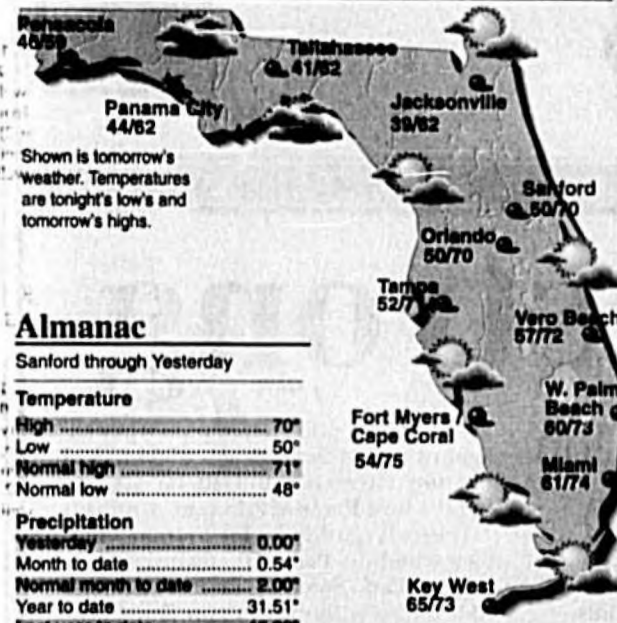 Pensacola
Tallahassee
41/62
Jacksonville
39/62
Panama City
44/62
Shown is tomorrow's
weather. Temperatures
are tonight's low's and
tomorrow's highs.
Sanford
50/70
Orlando
50/70
Tampa
Vero Beach
57/72
W. Palm
Beach
60/73
Fort Myers /
Cape Coral
54/75
Miami
61/74
Key West
65/73
Almanac
Sanford through Yesterday
Temperature
High 70°
Low 50°
Normal high 71°
Normal low 48°
Precipitation
Yesterday 0.00"
Month to date 0.54"
Normal month to date 2.00"
Year to date 31.51"